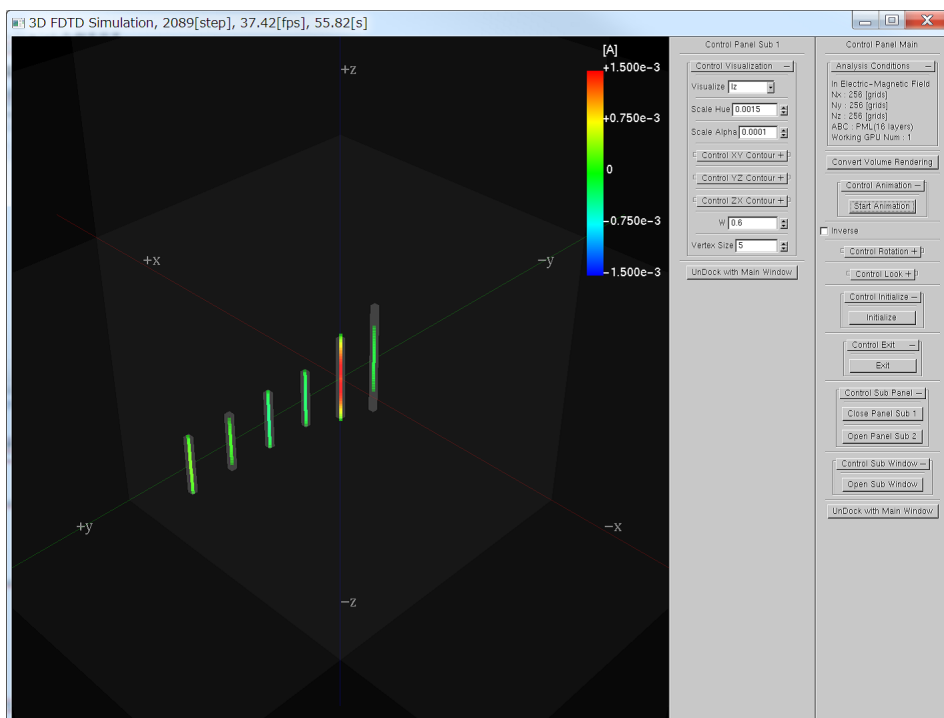 3D FDTD Simulation, 2089[step], 37.42[fps], 55.82[s]
[A]
+1.500e-3
+0.750e-3
0
-0.750e-3
-1.500e-3
+z
+x
-y
+y
-x
-z
Control Panel Sub 1
Control Visualization
Visualize Iz
Scale Hue 0.0015
Scale Alpha 0.0001
Control XY Contour +
Control YZ Contour +
Control ZX Contour +
W 0.6
Vertex Size 5
UnDock with Main Window
Control Panel Main
Analysis Conditions
In Electric-Magnetic Field
Nx : 256 [grids]
Ny : 256 [grids]
Nz : 256 [grids]
ABC : PML(16 layers)
Working GPU Num : 1
Convert Volume Rendering
Control Animation -
Start Animation
Inverse
Control Rotation +
Control Look +
Control Initialize -
Initialize
Control Exit -
Exit
Control Sub Panel -
Close Panel Sub 1
Open Panel Sub 2
Control Sub Window -
Open Sub Window
UnDock with Main Window